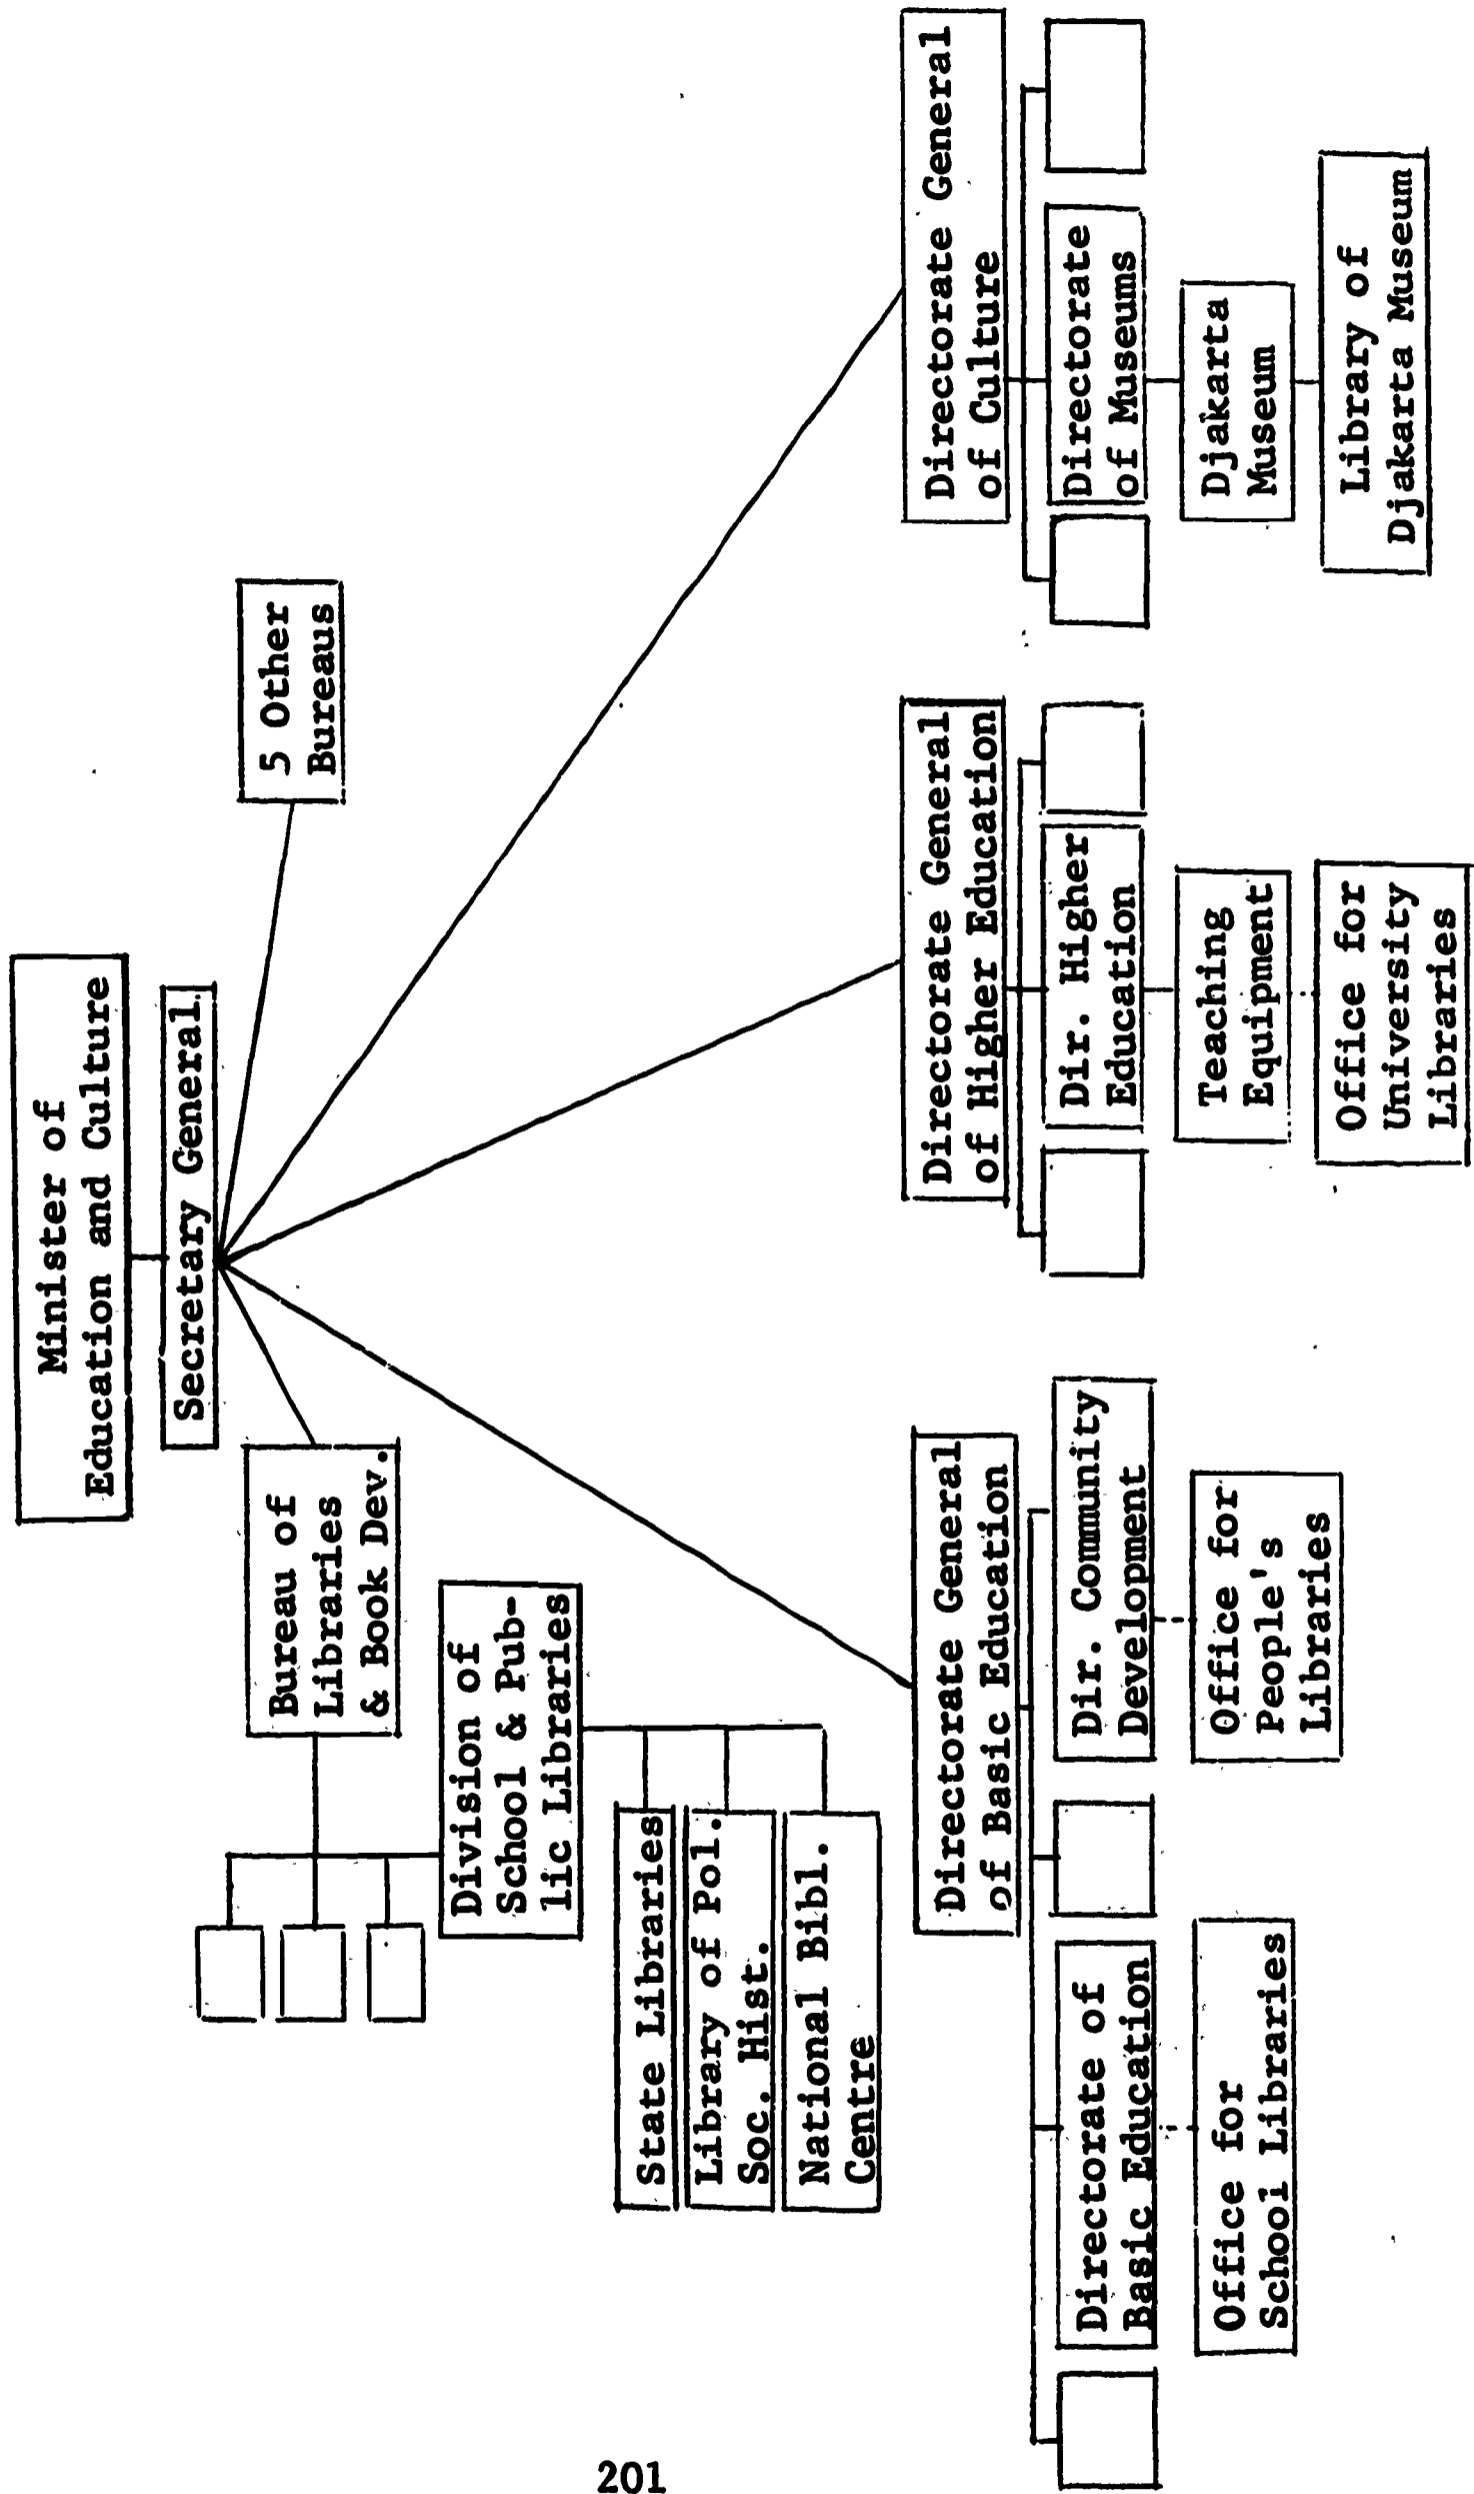 Minister of
Education and Culture
Secretary General
Bureau of
Libraries
& Book Dev.
5 Other
Bureaus
Division of
School & Pub-
lic Libraries
State Libraries
Library of Pol.
Soc. Hist.
National Bibl.
Centre
Directorate General
of Basic Education
Directorate of
Basic Education
Office for
School Libraries
Dir. Community
Development
Office for
People's
Libraries
Directorate General
of Higher Education
Dir. Higher
Education
Teaching
Equipment
Office for
University
Libraries
Directorate General
of Culture
Directorate
of Museums
Djakarta
Museum
Library of
Djakarta Museum
201